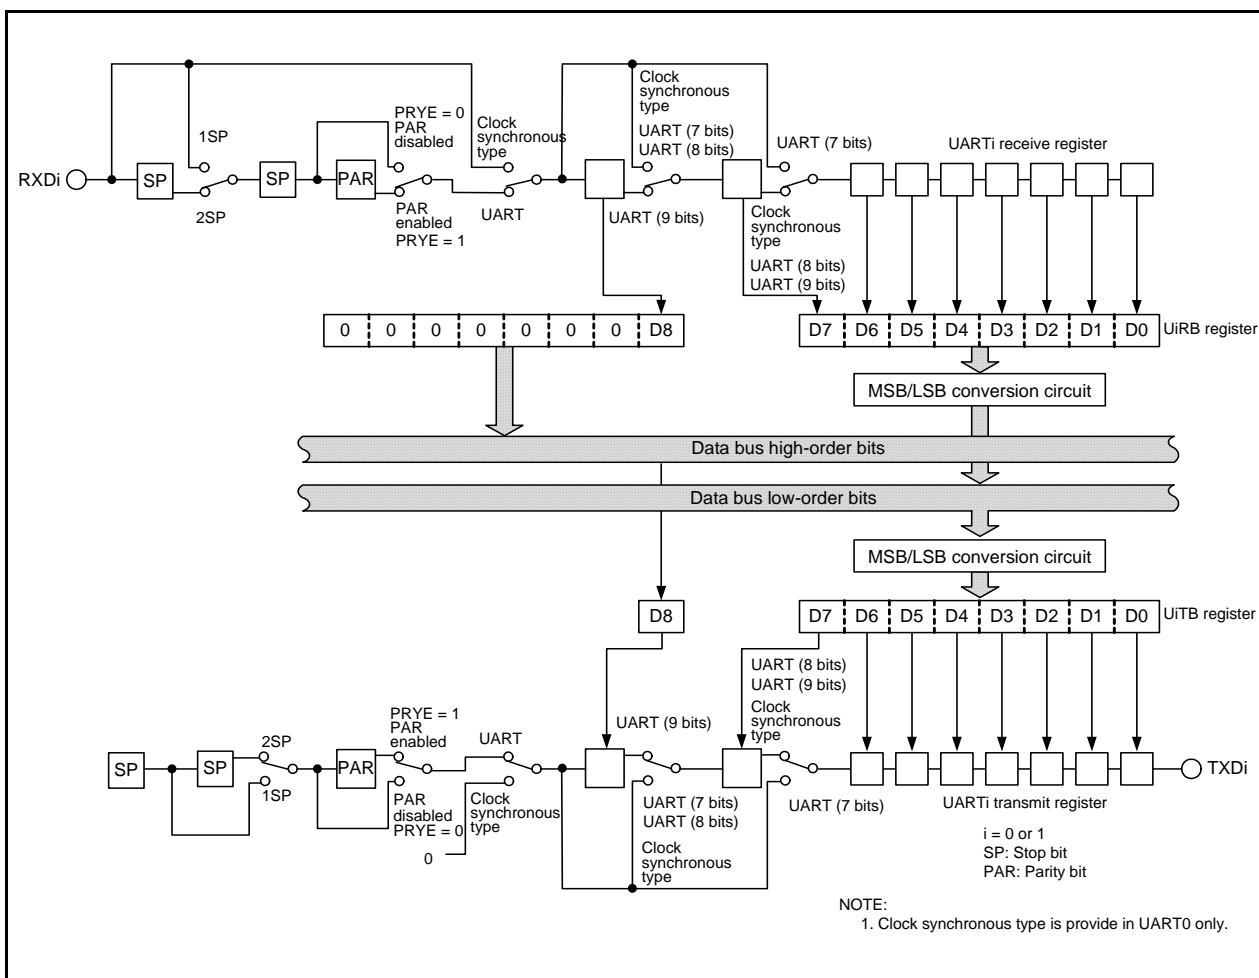 Clock
synchronous
type
PRYE = 0
PAR
disabled
Clock
synchronous
type
1SP
UART (7 bits)
UART (8 bits)
UART (7 bits)
UARTi receive register
RXDi
SP
SP
PAR
2SP
PAR
enabled
PRYE = 1
UART
UART (9 bits)
Clock
synchronous
type
UART (8 bits)
UART (9 bits)
0 0 0 0 0 0 0 D8
D7 D6 D5 D4 D3 D2 D1 D0
UiRB register
MSB/LSB conversion circuit
Data bus high-order bits
Data bus low-order bits
MSB/LSB conversion circuit
D8
D7 D6 D5 D4 D3 D2 D1 D0
UiTB register
UART (8 bits)
UART (9 bits)
Clock
synchronous
type
PRYE = 1
PAR
enabled
2SP
UART
UART (9 bits)
SP
SP
PAR
TXDi
1SP
PAR
disabled
PRYE = 0
0
Clock
synchronous
type
UART (7 bits)
UART (8 bits)
UART (7 bits)
UARTi transmit register
Clock
synchronous
type
i = 0 or 1
SP: Stop bit
PAR: Parity bit
NOTE:
1. Clock synchronous type is provide in UART0 only.